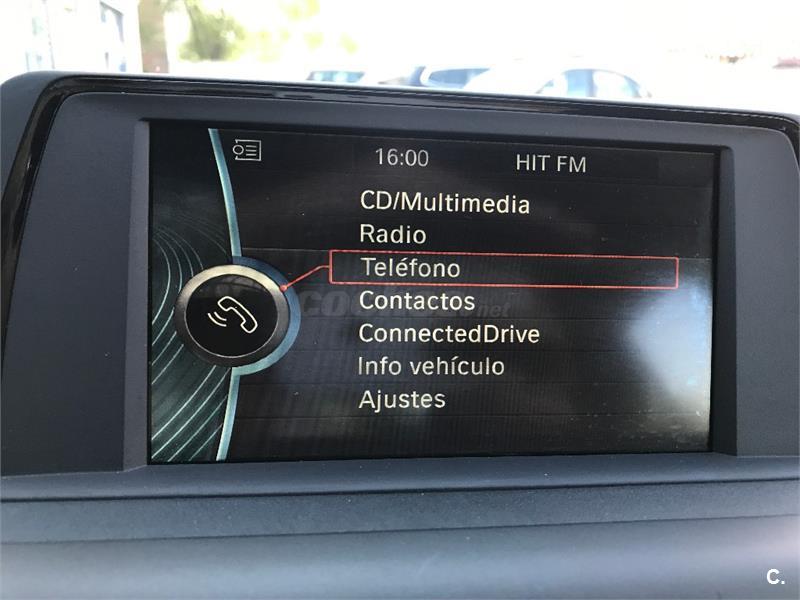 16:00 HIT FM
CD/Multimedia
Radio
Teléfono
Contactos
ConnectedDrive
Info vehículo
Ajustes
C.